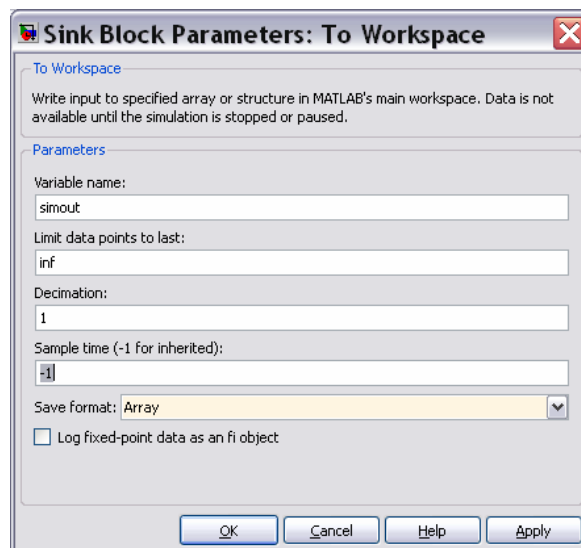 Sink Block Parameters: To Workspace
To Workspace
Write input to specified array or structure in MATLAB's main workspace. Data is not
available until the simulation is stopped or paused.
Parameters
Variable name:
simout
Limit data points to last:
inf
Decimation:
1
Sample time (-1 for inherited):
-1
Save format: Array
Log fixed-point data as an fi object
OK Cancel Help Apply